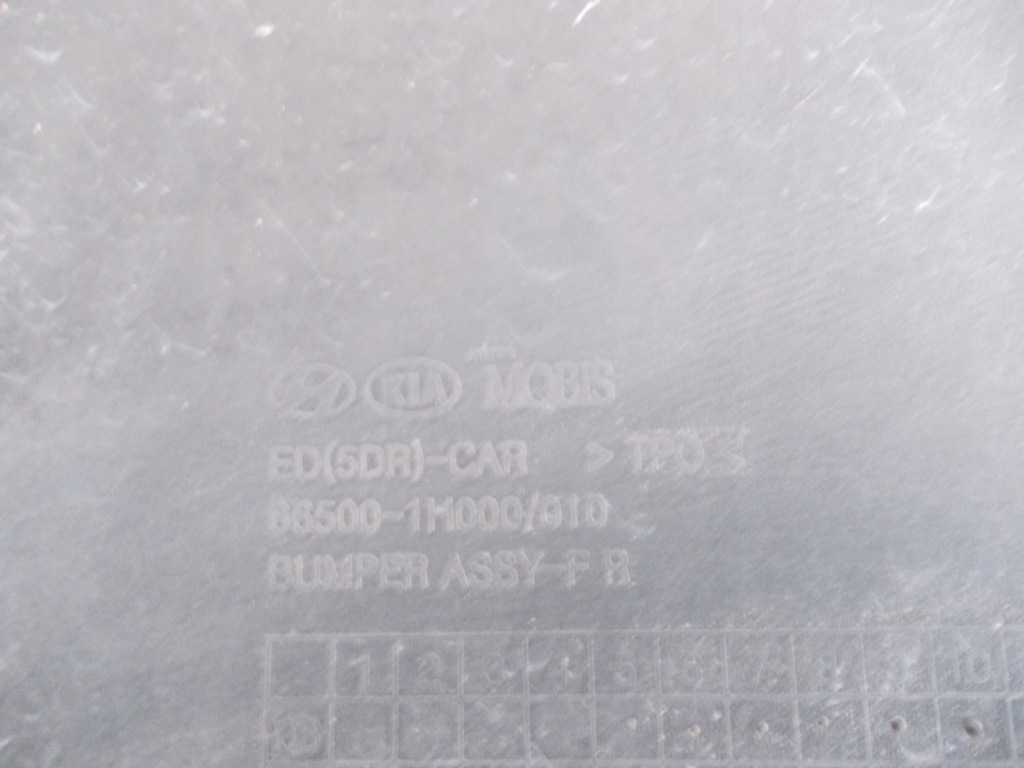 KIA MOBIS
ED(5DR)-CAR >TPO<
86500-1H000/010
BUMPER ASSY-F R
1 2 3 4 5 6 7 8 9 10